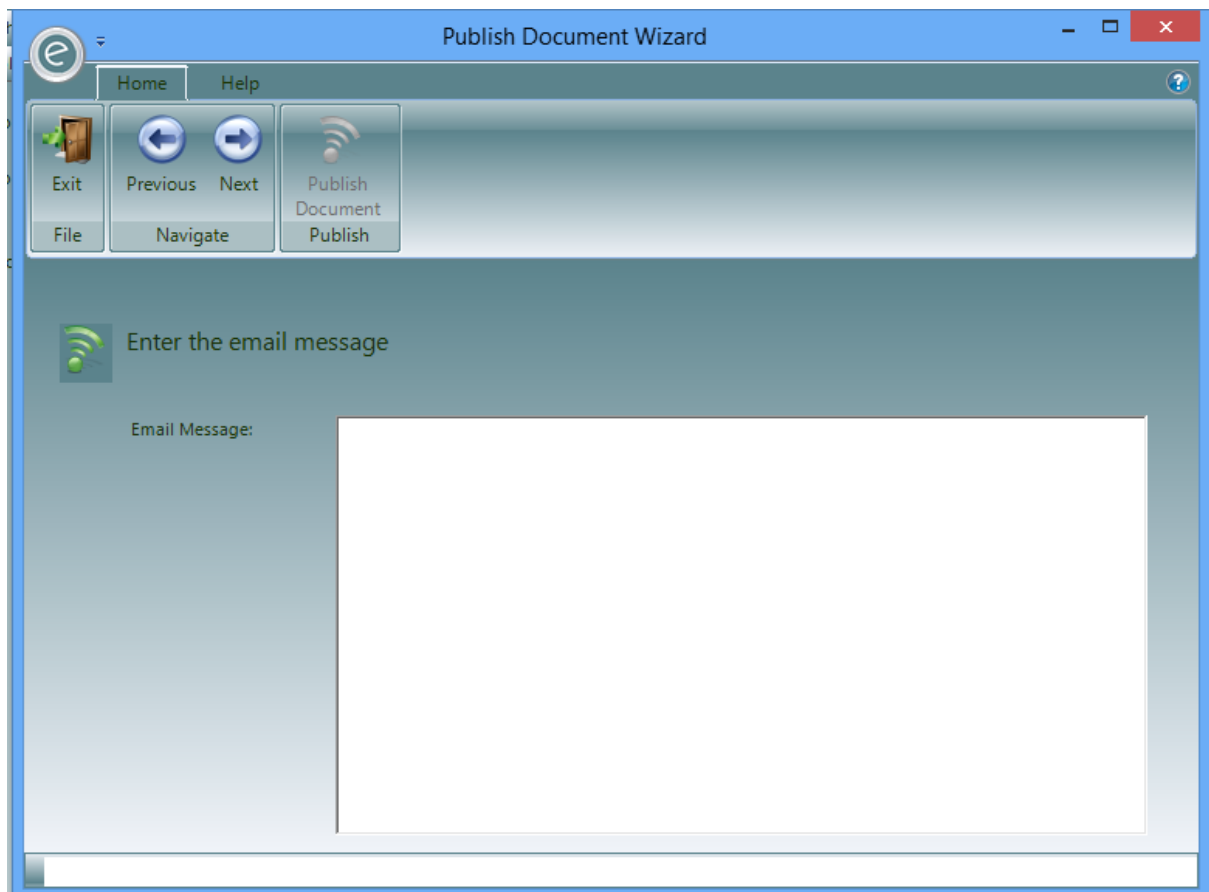 Publish Document Wizard
e
Home Help
Exit Previous Next Publish
Document
File Navigate Publish
Enter the email message
Email Message: